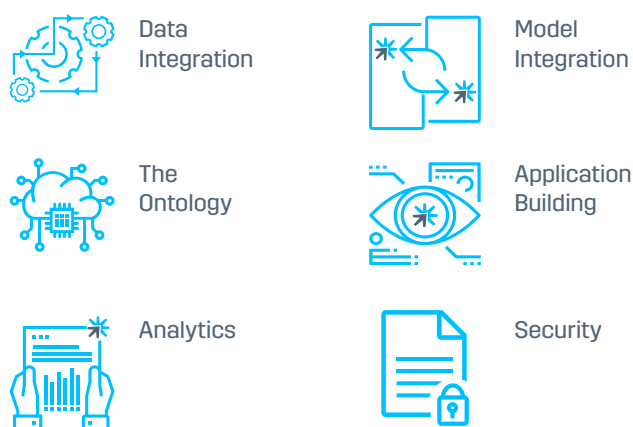 Data
Integration
Model
Integration
The
Ontology
Application
Building
Analytics
Security